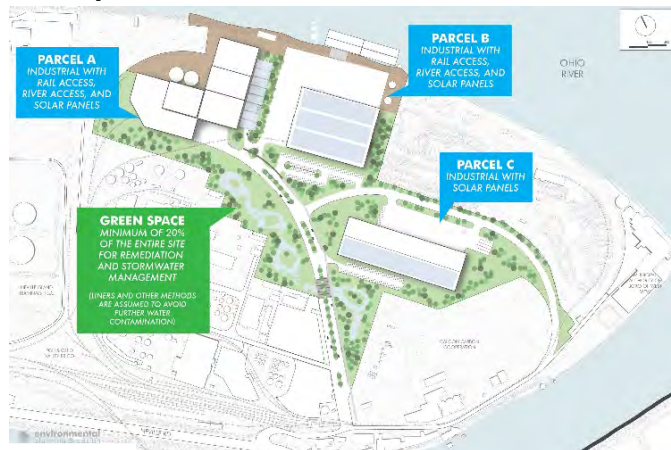 PARCEL A
INDUSTRIAL WITH
RAIL ACCESS,
RIVER ACCESS, AND
SOLAR PANELS
PARCEL B
INDUSTRIAL WITH
RAIL ACCESS,
RIVER ACCESS, AND
SOLAR PANELS
OHIO
RIVER
PARCEL C
INDUSTRIAL WITH
SOLAR PANELS
GREEN SPACE
MINIMUM OF 20%
OF THE ENTIRE SITE
FOR REMEDIATION
AND STORMWATER
MANAGEMENT
(LINERS AND OTHER METHODS
ARE ASSUMED TO AVOID
FURTHER WATER
CONTAMINATION)
environmental